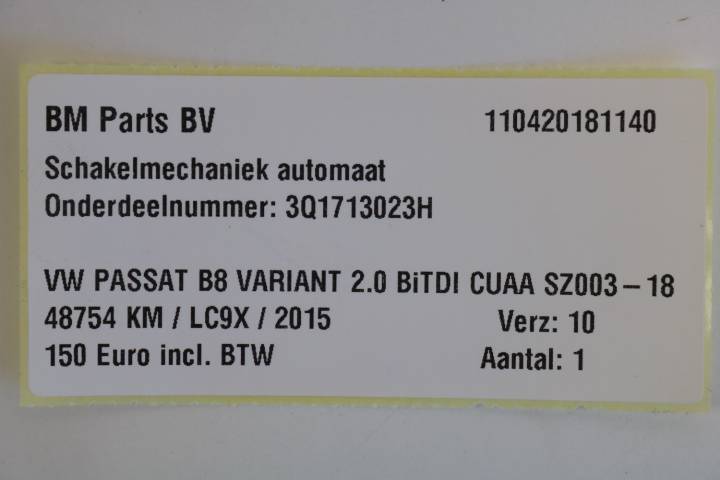 BM Parts BV 110420181140
Schakelmechaniek automaat
Onderdeelnummer: 3Q1713023H
VW PASSAT B8 VARIANT 2.0 BiTDI CUAA SZ003-18
48754 KM / LC9X / 2015 Verz: 10
150 Euro incl. BTW Aantal: 1